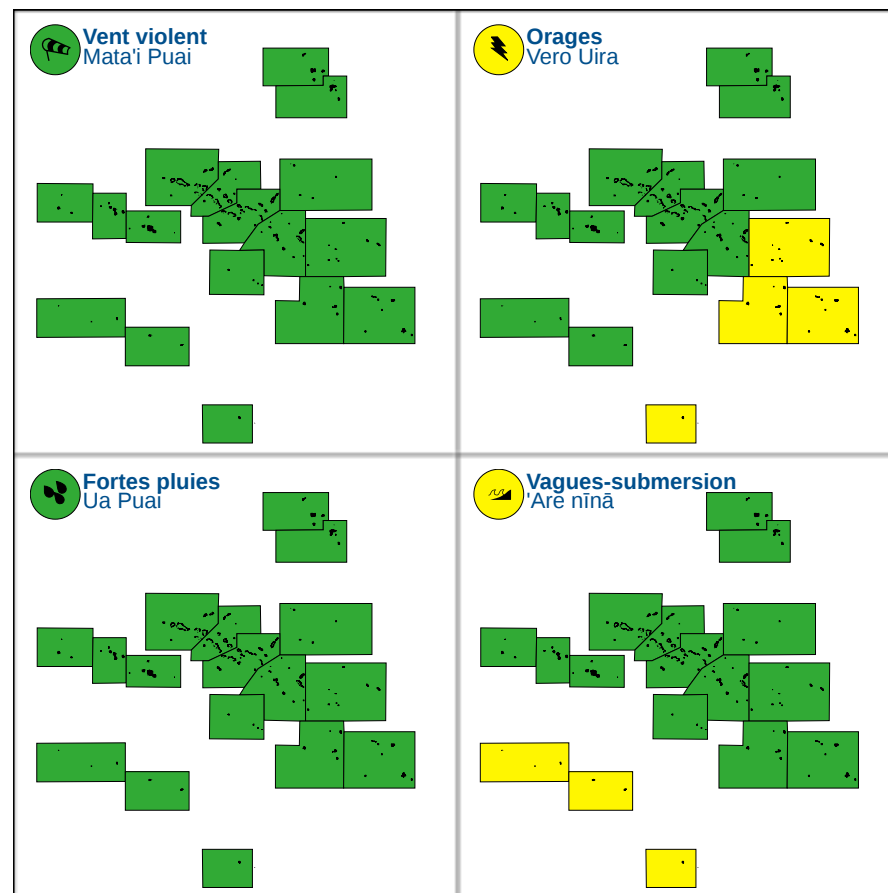 Vent violent
Mata'i Puai
Orages
Vero Uira
Fortes pluies
Ua Puai
Vagues-submersion
'Are nīnā